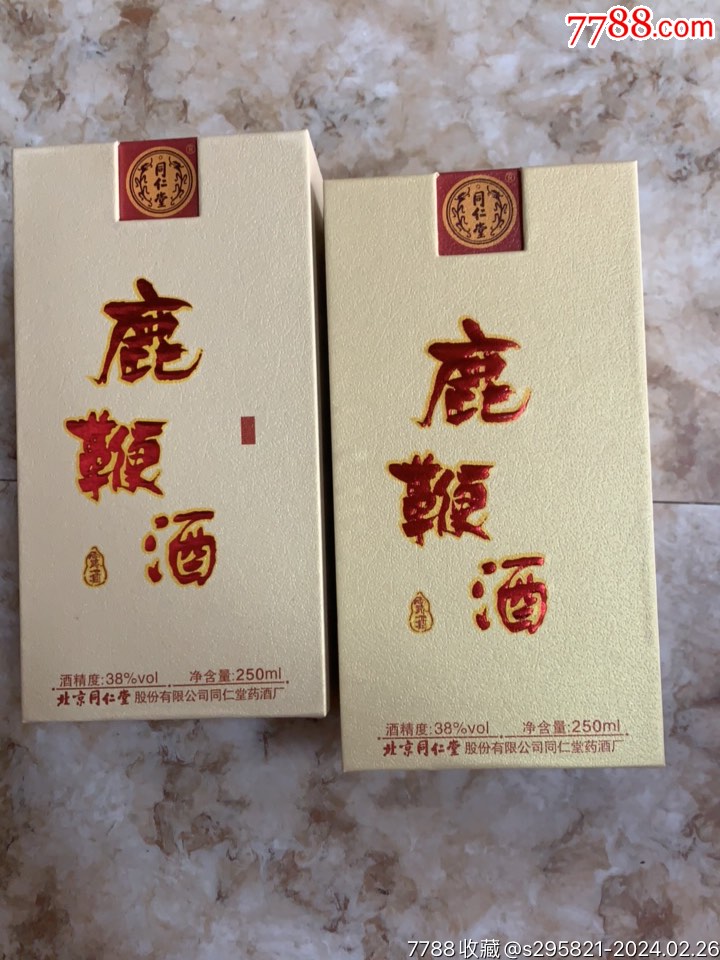 7788.com
同仁堂
鹿
鞭
酒
酒精度:38%vol 净含量:250ml
北京同仁堂 股份有限公司同仁堂药酒厂
同仁堂
鹿
鞭
酒
酒精度:38%vol 净含量:250ml
北京同仁堂 股份有限公司同仁堂药酒厂
7788收藏@s295821-2024.02.26